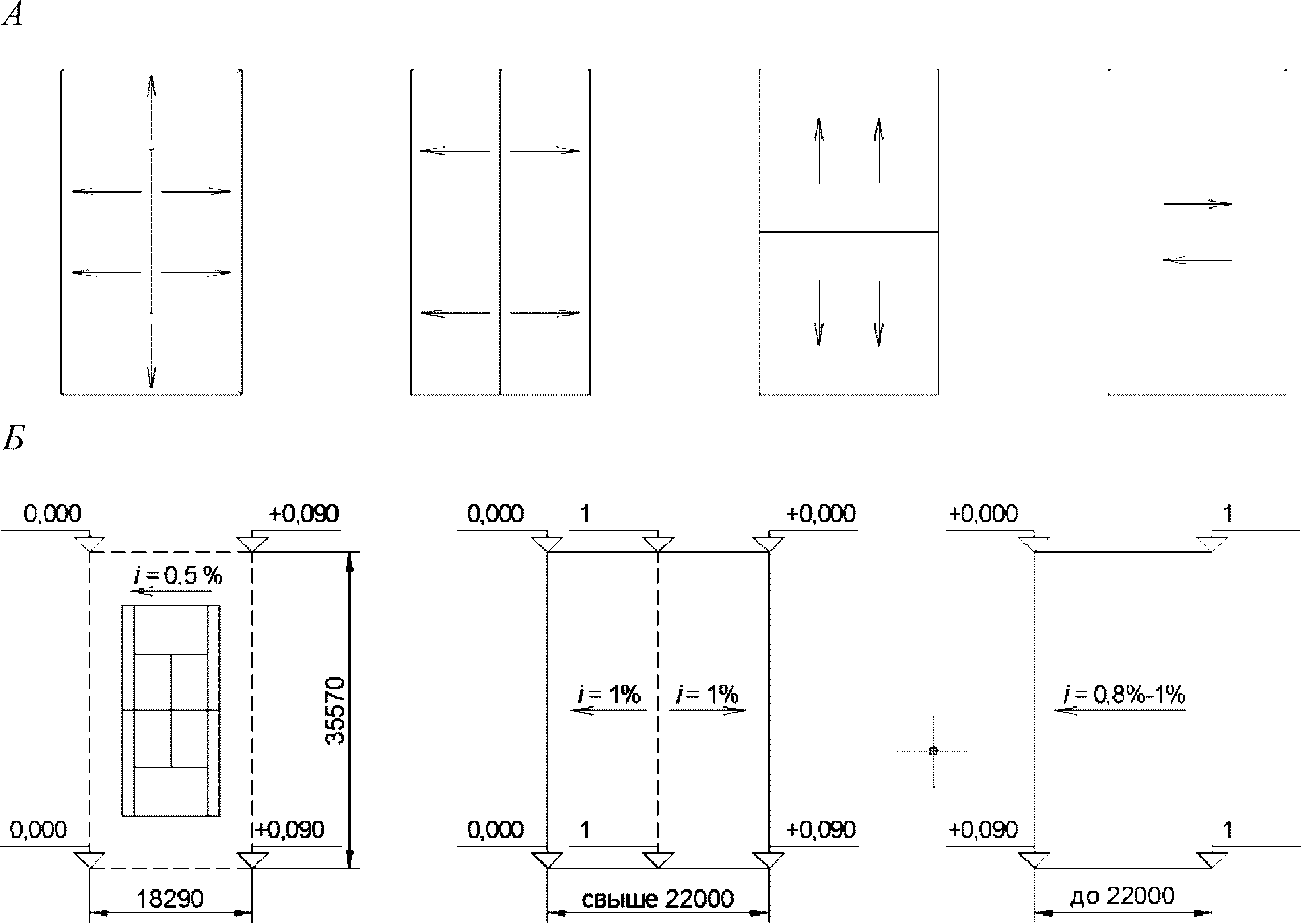 А
Б
0,000 +0,090 0,000 1 +0,000 +0,000 1
i = 0,5 %
35570
i = 1% i = 1% i = 0,8%-1%
0,000 +0,090 0,000 1 +0,090 +0,090 1
18290 свыше 22000 до 22000